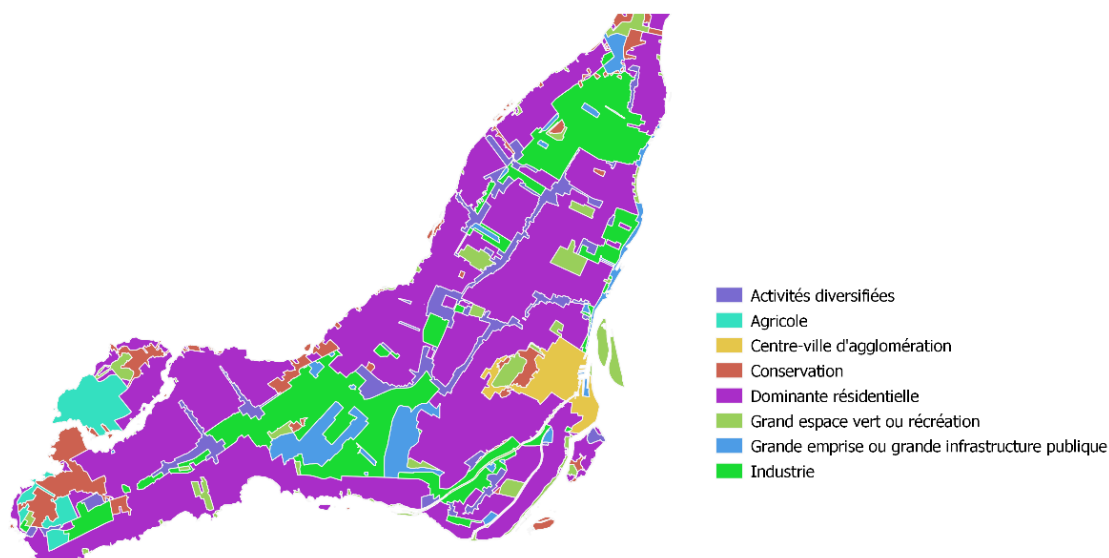 Activités diversifiées
Agricole
Centre-ville d'agglomération
Conservation
Dominante résidentielle
Grand espace vert ou récréation
Grande emprise ou grande infrastructure publique
Industrie